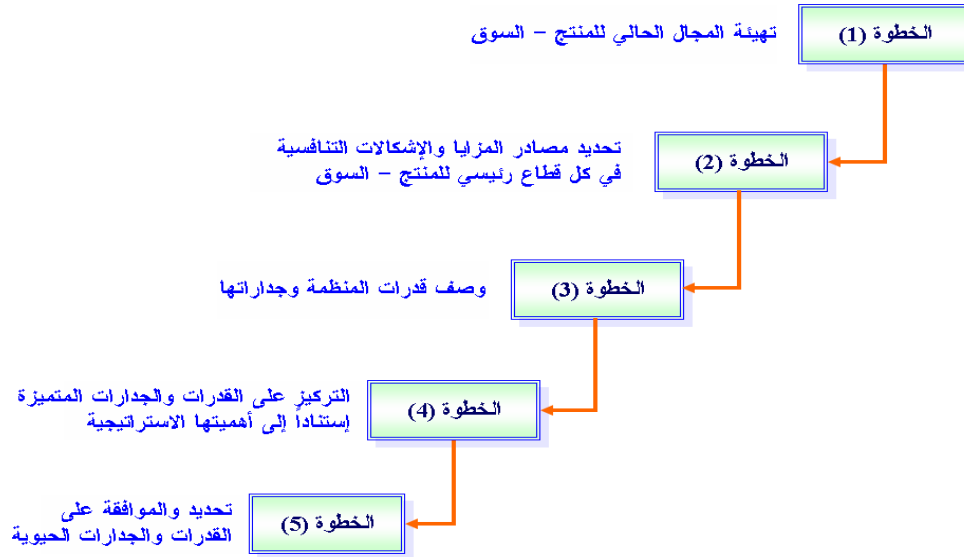 الخطوة (1)
تهيئة المجال الحالي للمنتج – السوق
الخطوة (2)
تحديد مصادر المزايا والإشكالات التنافسية
في كل قطاع رئيسي للمنتج – السوق
الخطوة (3)
وصف قدرات المنظمة وجداراتها
الخطوة (4)
التركيز على القدرات والجدارات المتميزة
إستناداً إلى أهميتها الاستراتيجية
الخطوة (5)
تحديد والموافقة على
القدرات والجدارات الحيوية